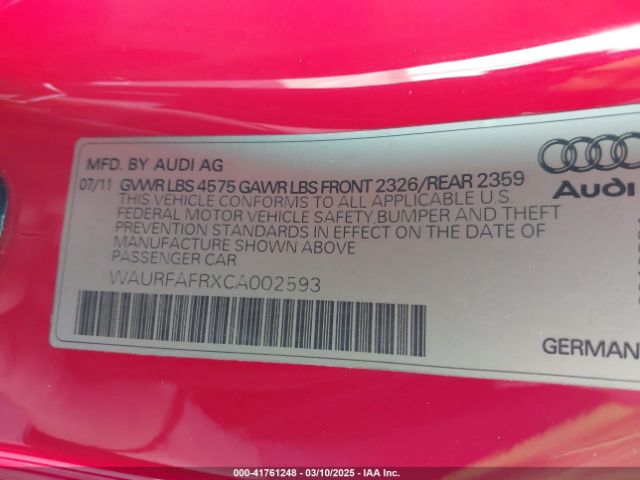 MFD. BY AUDI AG
07/11 GVWR LBS 4575 GAWR LBS FRONT 2326/REAR 2359
THIS VEHICLE CONFORMS TO ALL APPLICABLE U.S.
FEDERAL MOTOR VEHICLE SAFETY, BUMPER AND THEFT
PREVENTION STANDARDS IN EFFECT ON THE DATE OF
MANUFACTURE SHOWN ABOVE
PASSENGER CAR
WAURFAFRXCA002593
Audi
GERMAN
000-41761248 — 03/10/2025 — IAAI.COM